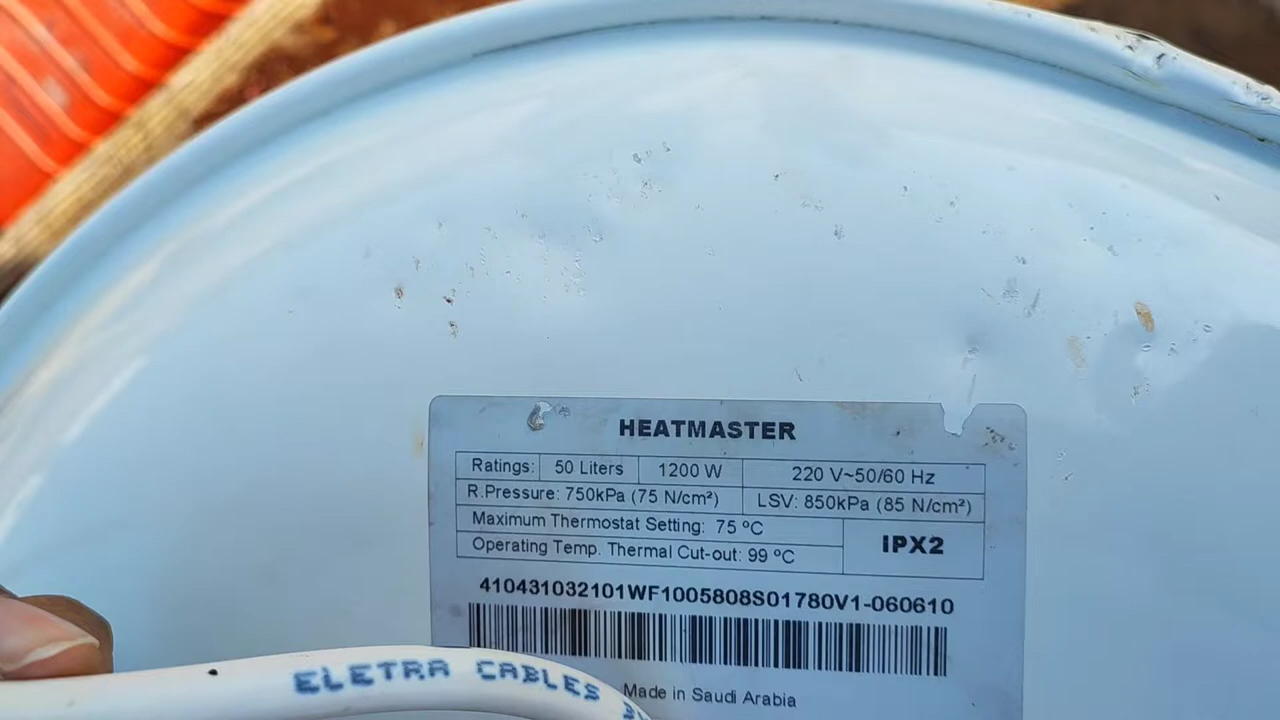 HEATMASTER
Ratings: 50 Liters 1200 W 220 V~50/60 Hz
R.Pressure: 750kPa (75 N/cm²) LSV: 850kPa (85 N/cm²)
Maximum Thermostat Setting: 75 ºC
Operating Temp. Thermal Cut-out: 99 ºC
IPX2
410431032101WF1005808S01780V1-060610
Made in Saudi Arabia
ELETRA CABLES